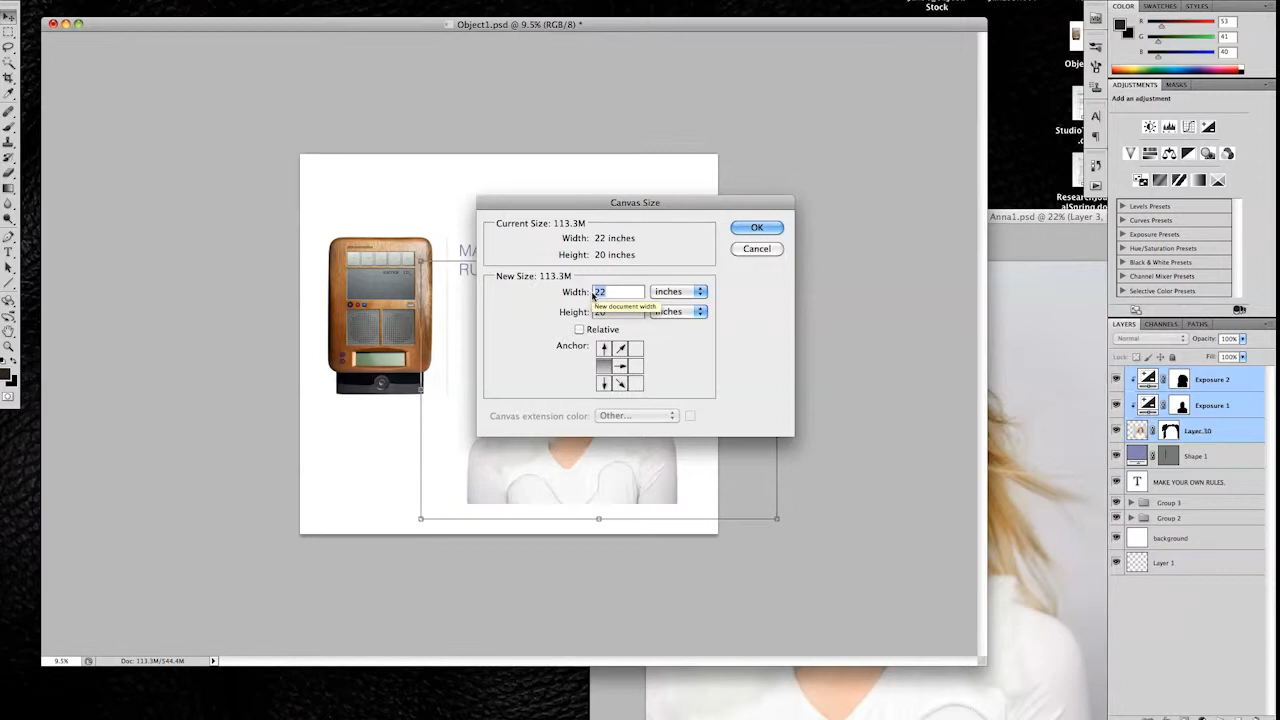 Stock
Object1.psd @ 9.5% (RGB/8) *
COLOR SWATCHES STYLES
R 53
G 41
B 40
ADJUSTMENTS MASKS
Add an adjustment
Levels Presets
Curves Presets
Exposure Presets
Hue/Saturation Presets
Black & White Presets
Channel Mixer Presets
Selective Color Presets
Anna1.psd @ 22% (Layer 3,
Canvas Size
Current Size: 113.3M
Width: 22 inches
Height: 20 inches
New Size: 113.3M
Width: 22 inches
New document width
Height: 20 inches
Relative
Anchor:
Canvas extension color: Other...
OK
Cancel
LAYERS CHANNELS PATHS
Normal Opacity: 100%
Lock: Fill: 100%
Exposure 2
Exposure 1
Layer 30
Shape 1
T MAKE YOUR OWN RULES.
Group 3
Group 2
background
Layer 1
9.5% Doc: 113.3M/544.4M